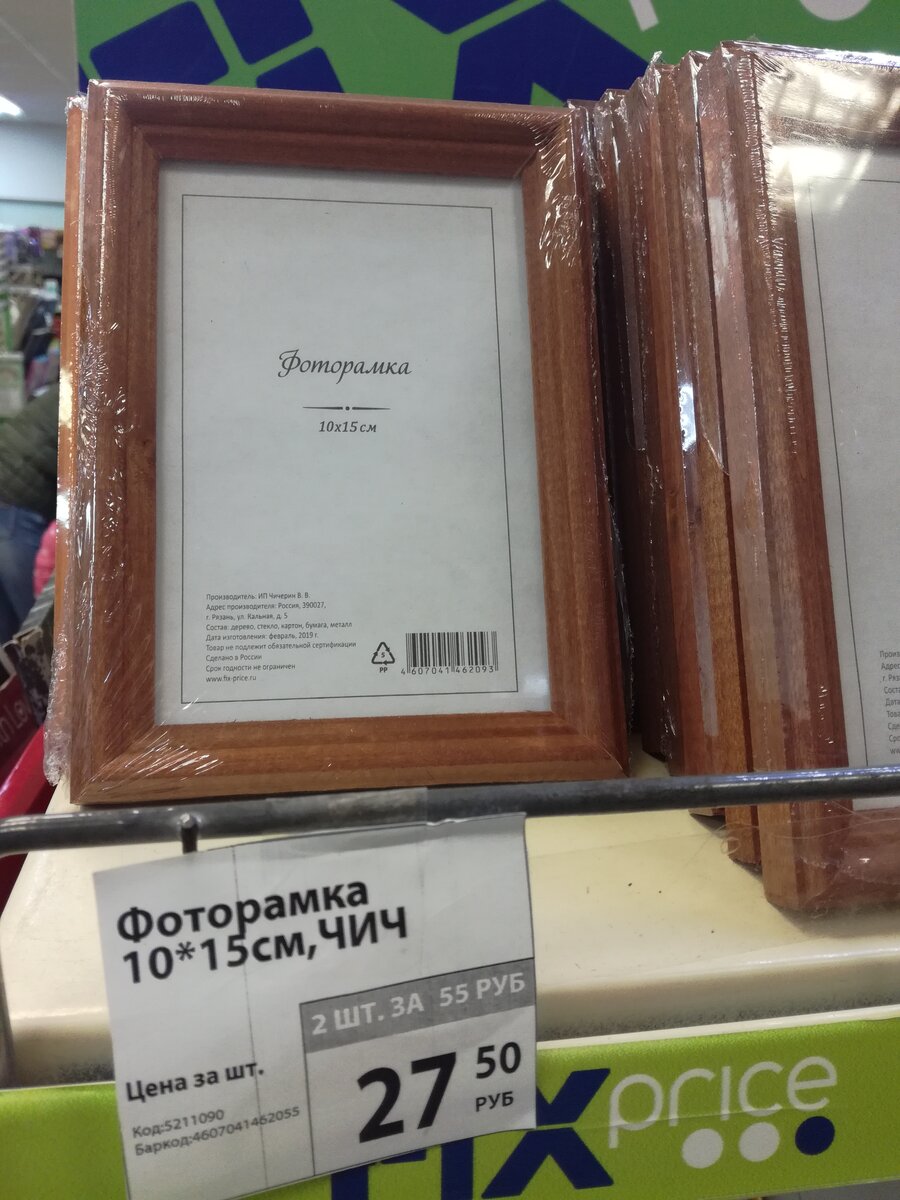 Фоторамка
10х15 см
Производитель: ИП Чичерин В. В.
Адрес производителя: Россия, 390027,
г. Рязань, ул. Кальная, д. 5
Состав: дерево, стекло, картон, бумага, металл
Дата изготовления: февраль, 2019 г.
Товар не подлежит обязательной сертификации
Сделано в России
Срок годности не ограничен
www.fix-price.ru
5
PP
4 607041 462093
Фоторамка
10*15см,ЧИЧ
2 ШТ. ЗА 55 РУБ
Цена за шт.
27 50
РУБ
Код:5211090
Баркод:4607041462055
FIX price